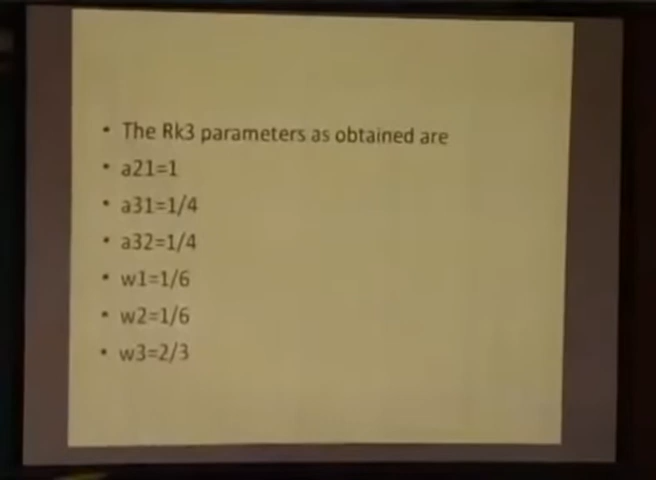 • The Rk3 parameters as obtained are
• a21=1
• a31=1/4
• a32=1/4
• w1=1/6
• w2=1/6
• w3=2/3